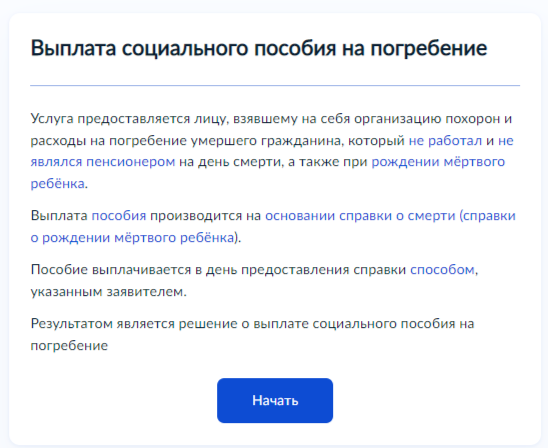 Выплата социального пособия на погребение
Услуга предоставляется лицу, взявшему на себя организацию похорон и
расходы на погребение умершего гражданина, который не работал и не
являлся пенсионером на день смерти, а также при рождении мёртвого
ребёнка.
Выплата пособия производится на основании справки о смерти (справки
о рождении мёртвого ребёнка).
Пособие выплачивается в день предоставления справки способом,
указанным заявителем.
Результатом является решение о выплате социального пособия на
погребение
Начать